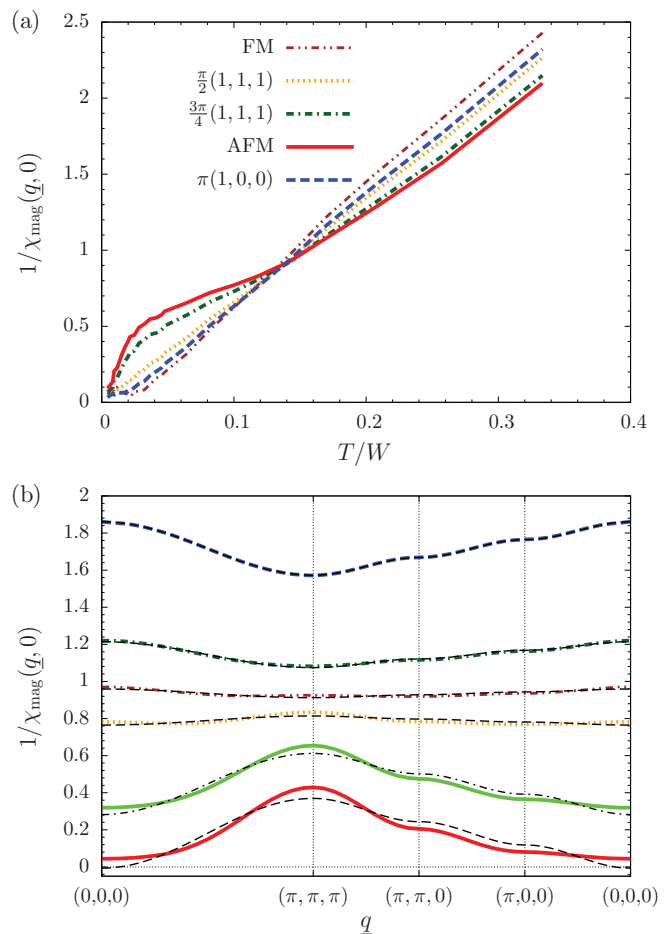 (a)
1/χmag(q, 0)
2.5
2
1.5
1
0.5
0
FM
π/2(1, 1, 1)
3π/4(1, 1, 1)
AFM
π(1, 0, 0)
0 0.1 0.2 0.3 0.4
T/W
(b)
1/χmag(q, 0)
2
1.8
1.6
1.4
1.2
1
0.8
0.6
0.4
0.2
0
(0,0,0) (π, π, π) (π, π, 0) (π,0,0) (0,0,0)
q